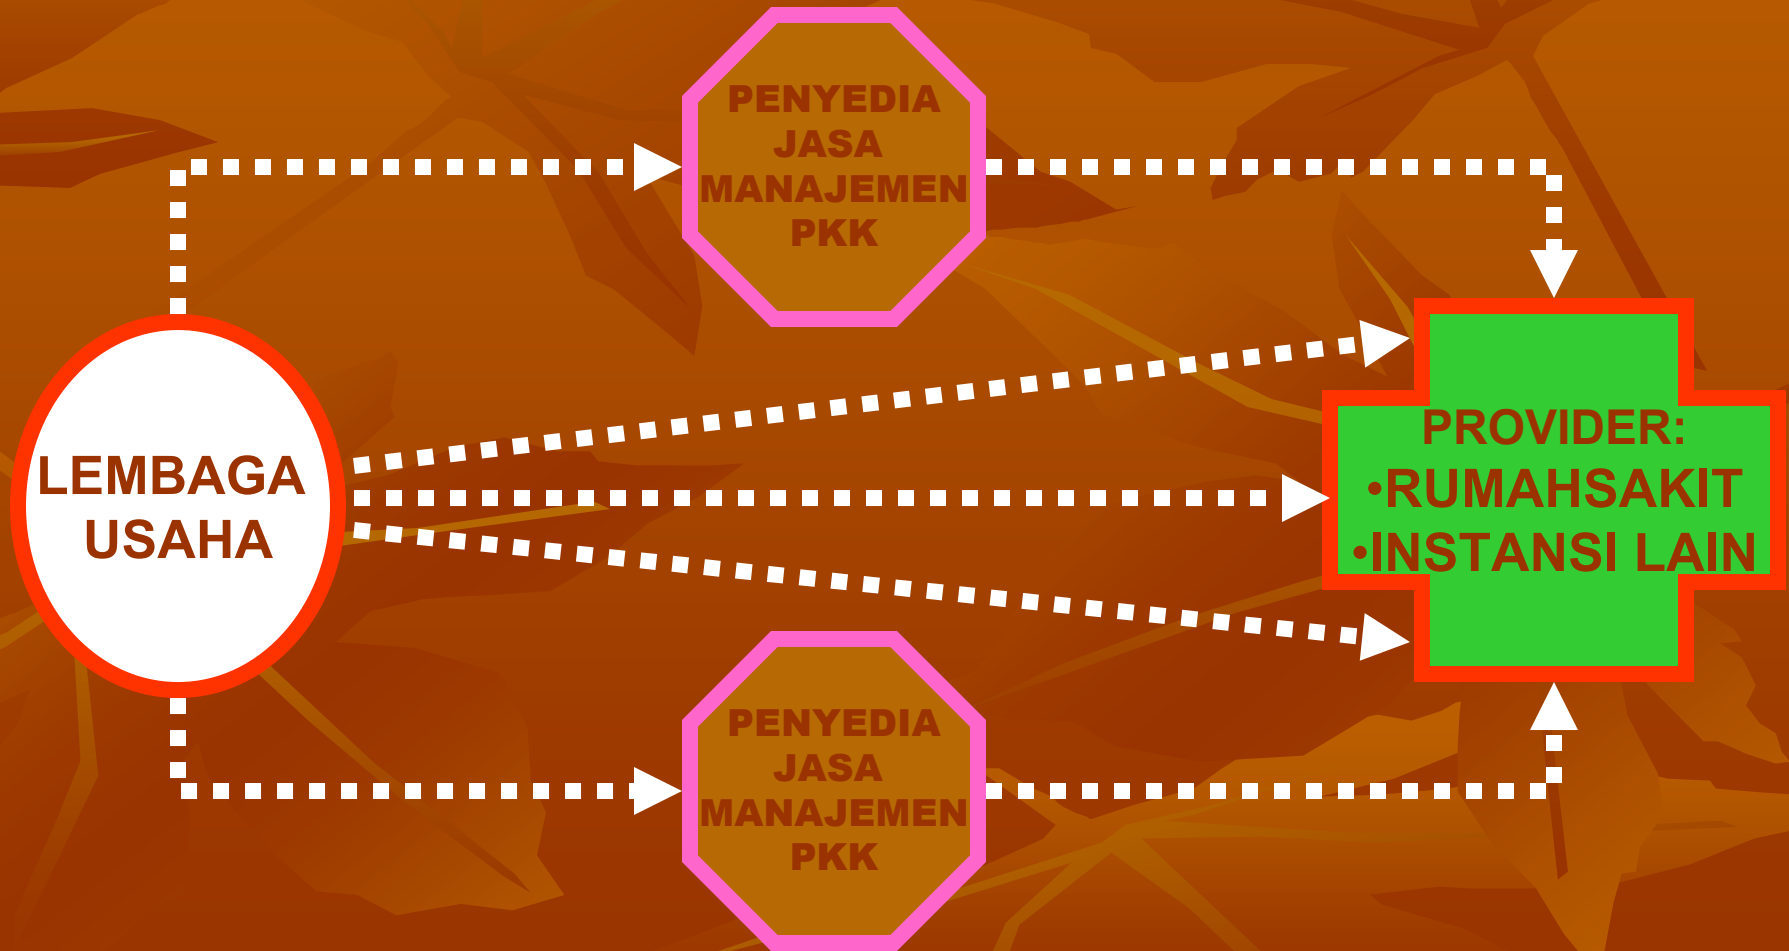 PENYEDIA
JASA
MANAJEMEN
PKK
LEMBAGA
USAHA
PROVIDER:
•RUMAHSAKIT
•INSTANSI LAIN
PENYEDIA
JASA
MANAJEMEN
PKK